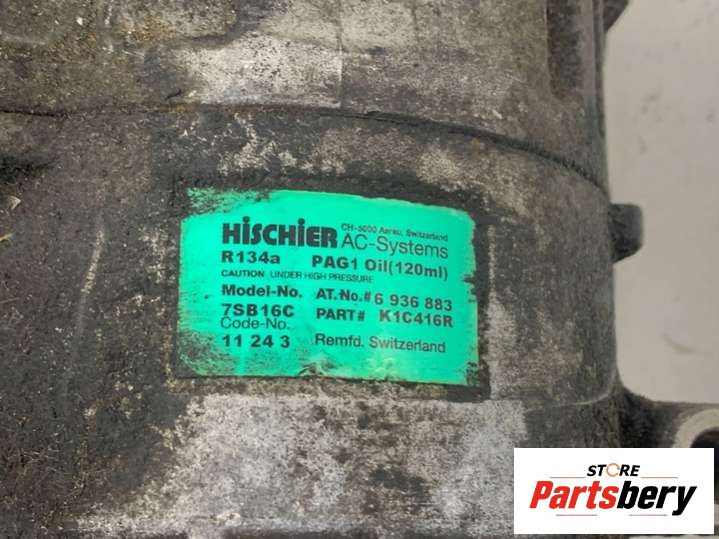 HISCHIER CH-5000 Aarau, Switzerland
AC-Systems
R134a PAG1 Oil(120ml)
CAUTION UNDER HIGH PRESSURE
Model-No. AT.No.# 6 936 883
7SB16C PART# K1C416R
Code-No.
11 24 3 Remfd. Switzerland
STORE
Partsbery